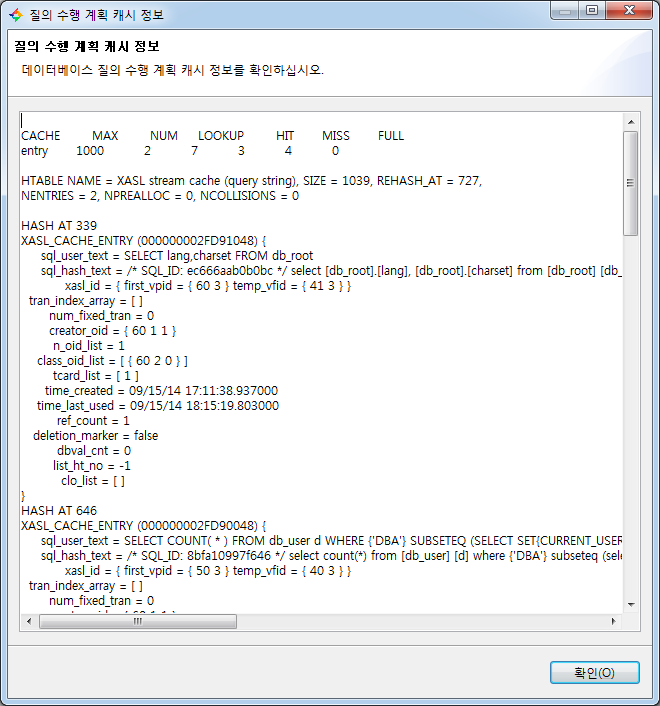 질의 수행 계획 캐시 정보
질의 수행 계획 캐시 정보
데이터베이스 질의 수행 계획 캐시 정보를 확인하십시오.
CACHE MAX NUM LOOKUP HIT MISS FULL
entry 1000 2 7 3 4 0
HTABLE NAME = XASL stream cache (query string), SIZE = 1039, REHASH_AT = 727,
NENTRIES = 2, NPREALLOC = 0, NCOLLISIONS = 0
HASH AT 339
XASL_CACHE_ENTRY (000000002FD91048) {
sql_user_text = SELECT lang,charset FROM db_root
sql_hash_text = /* SQL_ID: ec666aab0b0bc */ select [db_root].[lang], [db_root].[charset] from [db_root] [db_
xasl_id = { first_vpid = { 60 3 } temp_vfid = { 41 3 } }
tran_index_array = [ ]
num_fixed_tran = 0
creator_oid = { 60 1 1 }
n_oid_list = 1
class_oid_list = [ { 60 2 0 } ]
tcard_list = [ 1 ]
time_created = 09/15/14 17:11:38.937000
time_last_used = 09/15/14 18:15:19.803000
ref_count = 1
deletion_marker = false
dbval_cnt = 0
list_ht_no = -1
clo_list = [ ]
}
HASH AT 646
XASL_CACHE_ENTRY (000000002FD90048) {
sql_user_text = SELECT COUNT( * ) FROM db_user d WHERE {'DBA'} SUBSETEQ (SELECT SET{CURRENT_USER
sql_hash_text = /* SQL_ID: 8bfa10997f646 */ select count(*) from [db_user] [d] where {'DBA'} subseteq (sele
xasl_id = { first_vpid = { 50 3 } temp_vfid = { 40 3 } }
tran_index_array = [ ]
num_fixed_tran = 0
확인(O)